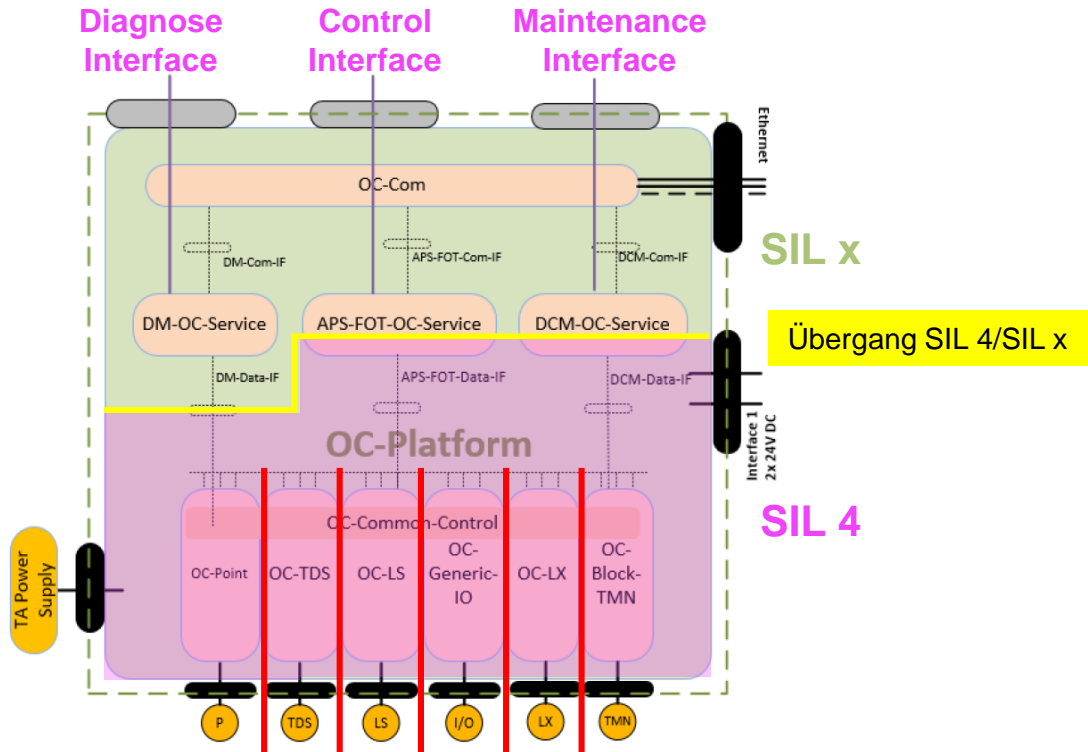 Diagnose
Interface
Control
Interface
Maintenance
Interface
Ethernet
OC-Com
DM-Com-IF
APS-FOT-Com-IF
DCM-Com-IF
SIL x
DM-OC-Service
APS-FOT-OC-Service
DCM-OC-Service
Übergang SIL 4/SIL x
DM-Data-IF
APS-FOT-Data-IF
DCM-Data-IF
OC-Platform
Interface 1
2x 24V DC
SIL 4
OC-Common-Control
OC-Point
OC-TDS
OC-LS
OC-
Generic-
IO
OC-LX
OC-
Block-
TMN
TA Power
Supply
P
TDS
LS
I/O
LX
TMN